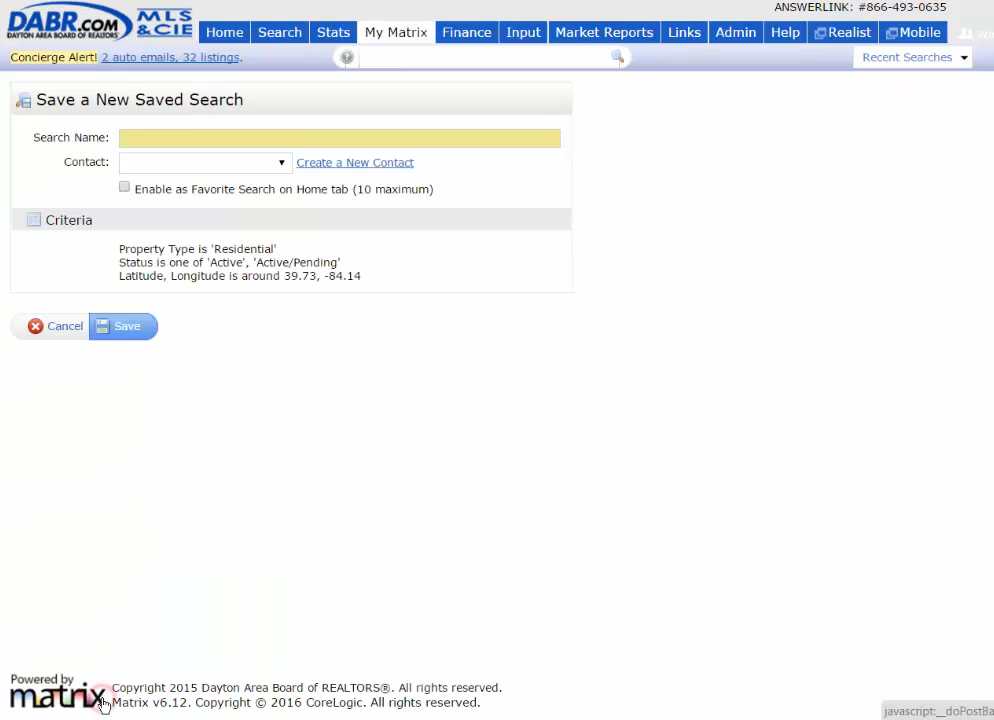 ANSWERLINK: #866-493-0635
DABR.COM
DAYTON AREA BOARD OF REALTORS
MLS
& CIE
Home Search Stats My Matrix Finance Input Market Reports Links Admin Help Realist Mobile
Concierge Alert! 2 auto emails, 32 listings.
Recent Searches
Save a New Saved Search
Search Name:
Contact: Create a New Contact
Enable as Favorite Search on Home tab (10 maximum)
Criteria
Property Type is 'Residential'
Status is one of 'Active', 'Active/Pending'
Latitude, Longitude is around 39.73, -84.14
Cancel Save
Powered by
matrix
Copyright 2015 Dayton Area Board of REALTORS®. All rights reserved.
Matrix v6.12. Copyright © 2016 CoreLogic. All rights reserved.
javascript:__doPostBa